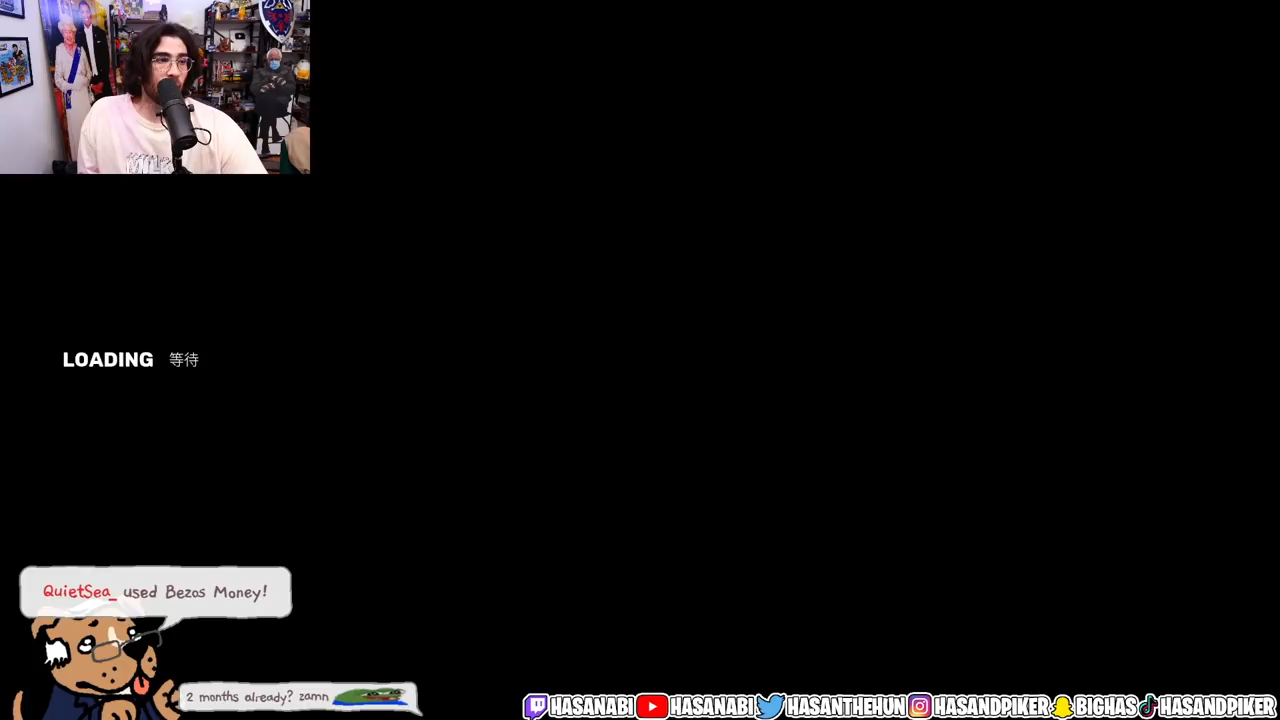 LOADING 等待
QuietSea_ used Bezos Money!
2 months already? zamn
HASANABI HASANABI HASANTHEHUN HASANDPIKER BIGHAS HASANDPIKER